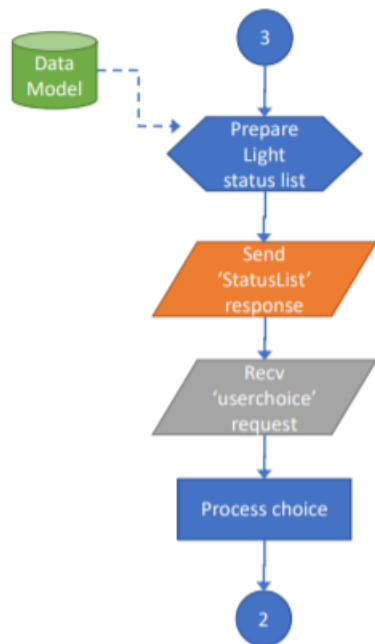 3
Data
Model
Prepare
Light
status list
Send
‘StatusList’
response
Recv
‘userchoice’
request
Process choice
2